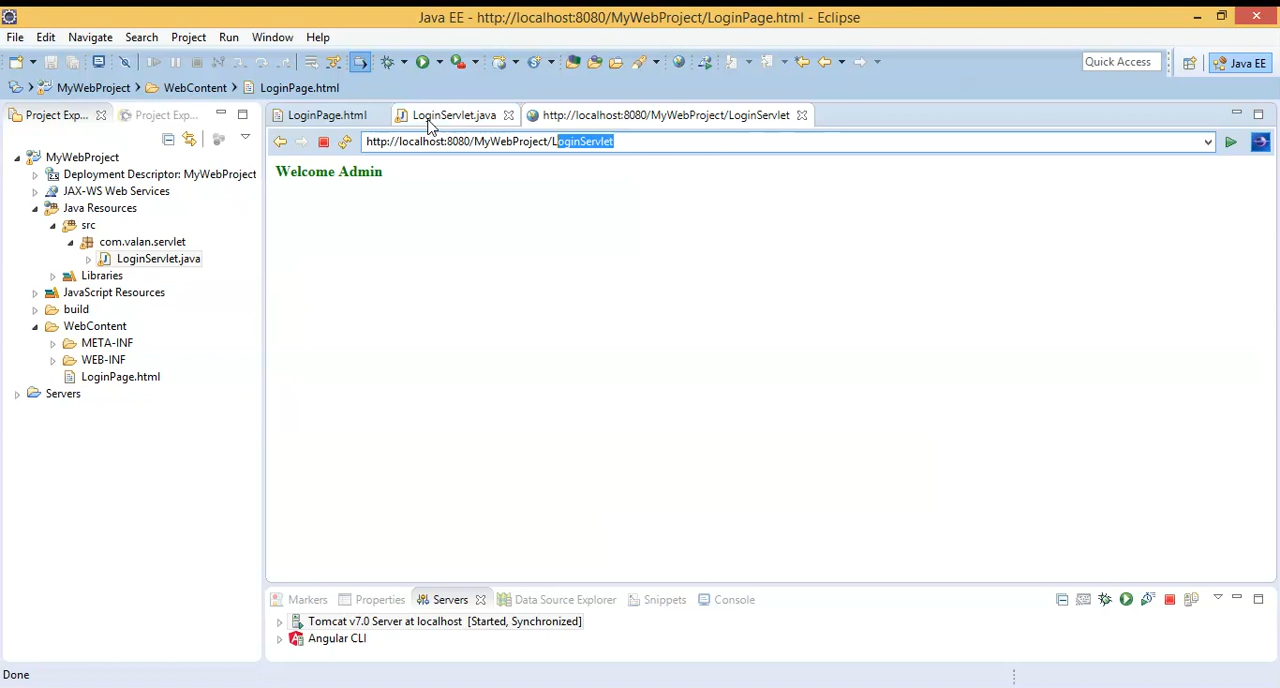 Java EE - http://localhost:8080/MyWebProject/LoginPage.html - Eclipse
File Edit Navigate Search Project Run Window Help
Quick Access Java EE
MyWebProject WebContent LoginPage.html
Project Exp... Project Exp...
LoginPage.html LoginServlet.java http://localhost:8080/MyWebProject/LoginServlet
http://localhost:8080/MyWebProject/LoginServlet
Welcome Admin
MyWebProject
Deployment Descriptor: MyWebProject
JAX-WS Web Services
Java Resources
src
com.valan.servlet
LoginServlet.java
Libraries
JavaScript Resources
build
WebContent
META-INF
WEB-INF
LoginPage.html
Servers
Markers Properties Servers Data Source Explorer Snippets Console
Tomcat v7.0 Server at localhost [Started, Synchronized]
Angular CLI
Done